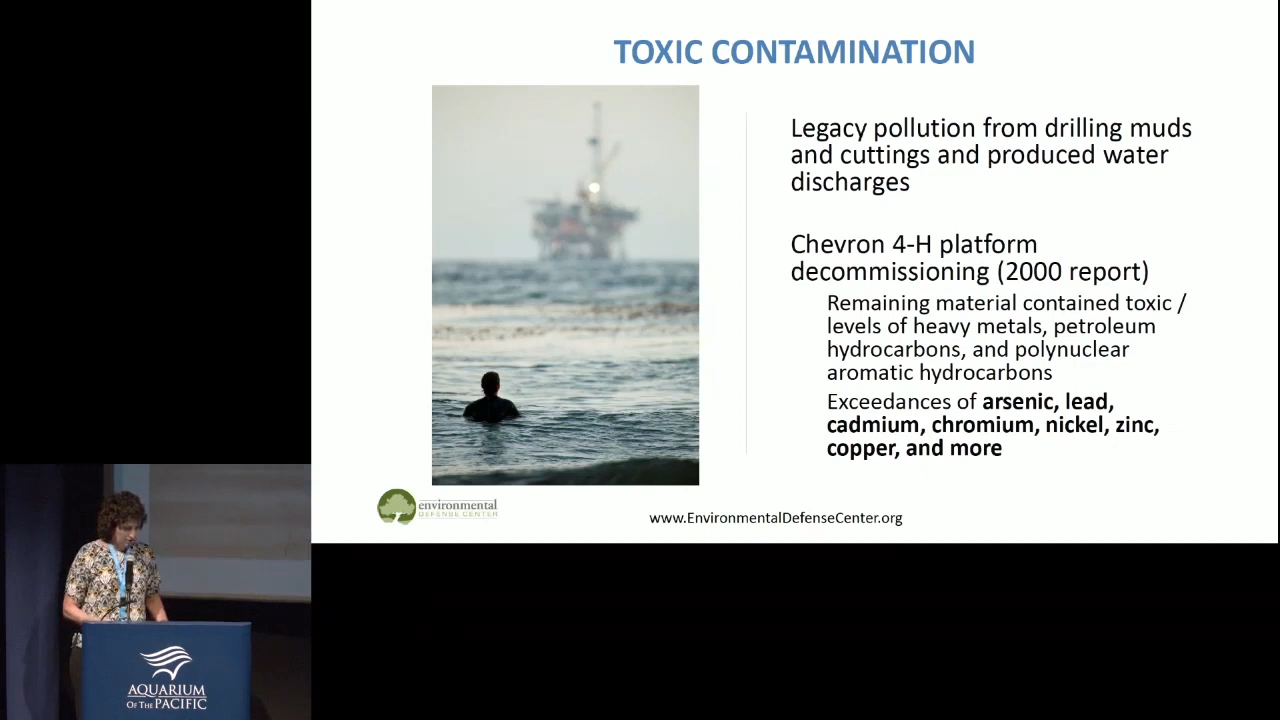 TOXIC CONTAMINATION
Legacy pollution from drilling muds
and cuttings and produced water
discharges
Chevron 4-H platform
decommissioning (2000 report)
Remaining material contained toxic /
levels of heavy metals, petroleum
hydrocarbons, and polynuclear
aromatic hydrocarbons
Exceedances of arsenic, lead,
cadmium, chromium, nickel, zinc,
copper, and more
environmental
DEFENSE CENTER
www.EnvironmentalDefenseCenter.org
AQUARIUM
OF THE PACIFIC